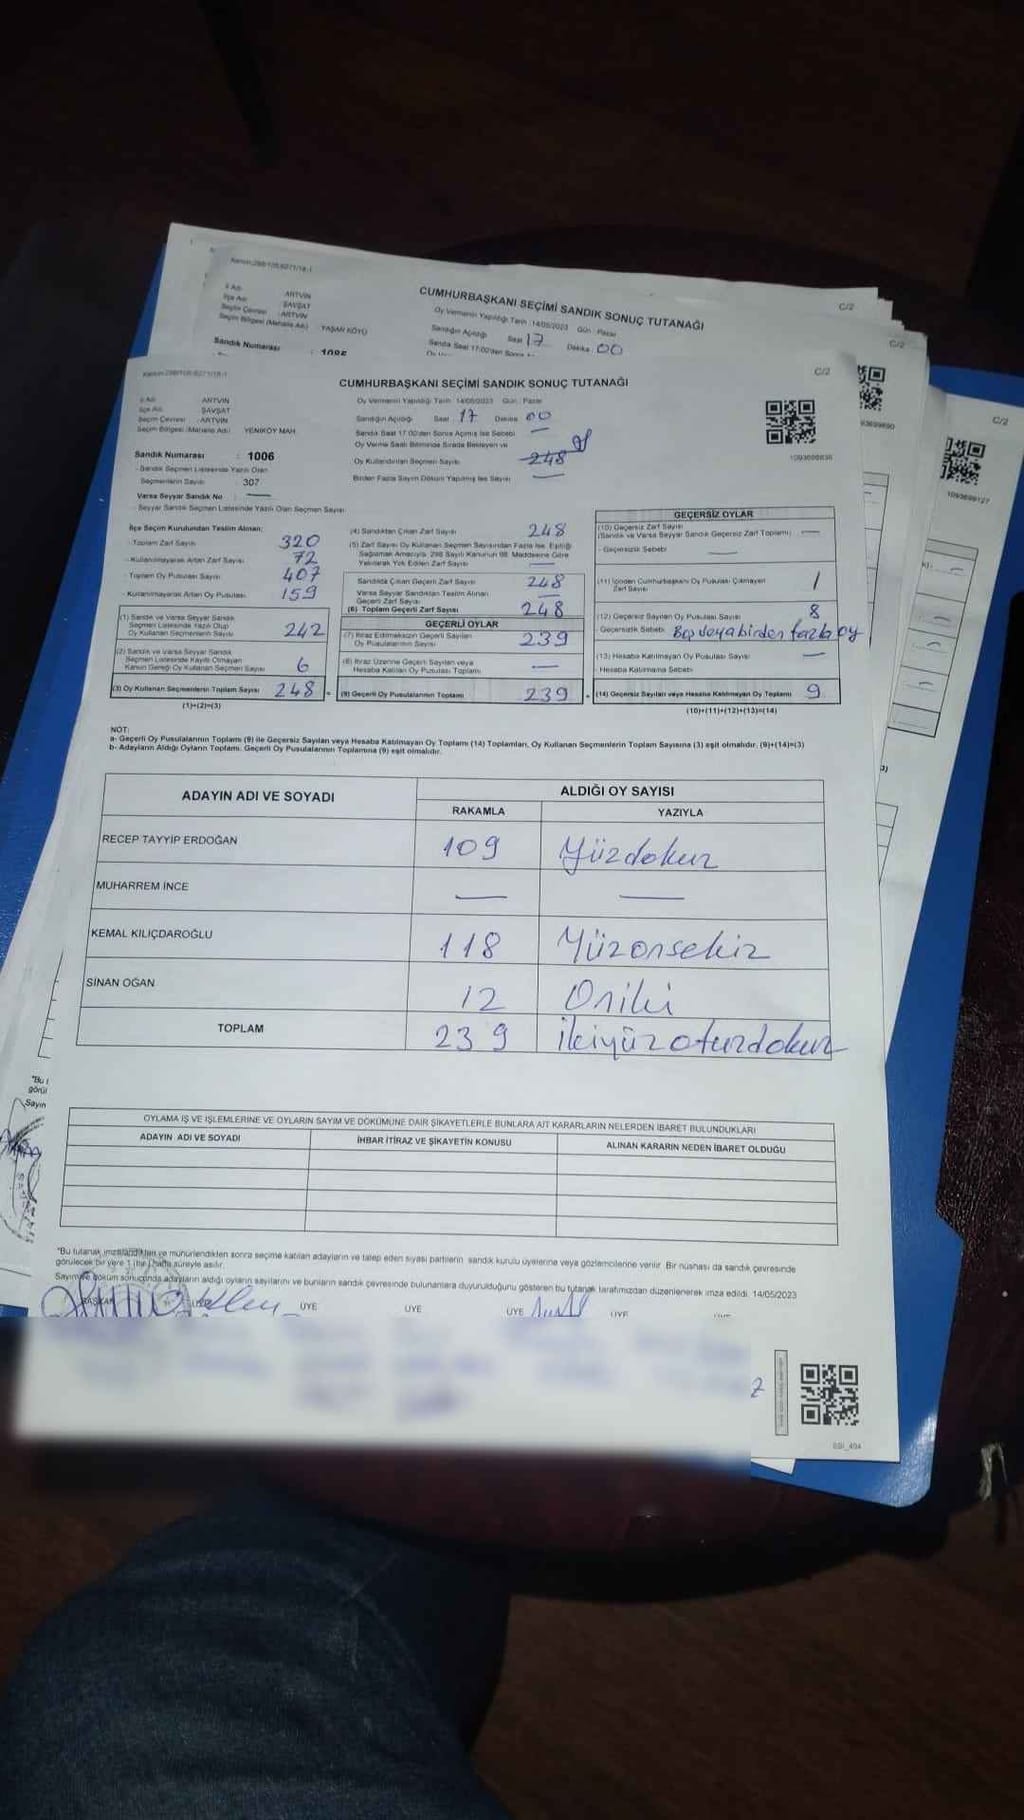 ARTVİN
ŞAVŞAT
ARTVİN
YAŞAR KÖYÜ
Sandık Numarası
CUMHURBAŞKANI SEÇİMİ SANDIK SONUÇ TUTANAĞI
Oy Vermenin Yapıldığı Tarih : 14/05/2023 Gün : Pazar
Sandığın Açıldığı Saat 17 Dakika 00
C/2
C/2
C/2
1093699127
C/2
CUMHURBAŞKANI SEÇİMİ SANDIK SONUÇ TUTANAĞI
İl Adı : ARTVİN
İlçe Adı : ŞAVŞAT
Seçim Çevresi : ARTVİN
Seçim Bölgesi (Mahalle Adı) : YENİKÖY MAH.
Sandık Numarası : 1006
- Sandık Seçmen Listesinde Yazılı Olan
Seçmenlerin Sayısı : 307
Varsa Seyyar Sandık No : —
- Seyyar Sandık Seçmen Listesinde Yazılı Olan Seçmen Sayısı
Oy Vermenin Yapıldığı Tarih : 14/05/2023 Gün : Pazar
Sandığın Açıldığı Saat : 17 Dakika : 00
Sandık Saat 17:00'den Sonra Açılmış İse Sebebi —
Oy Verme Saati Bitiminde Sırada Bekleyen ve
Oy Kullandırılan Seçmen Sayısı 248
Birden Fazla Sayım Döküm Yapılmış İse Sayısı —
İlçe Seçim Kurulundan Teslim Alınan;
- Toplam Zarf Sayısı 320
- Kullanılmayarak Artan Zarf Sayısı 72
- Toplam Oy Pusulası Sayısı 407
- Kullanılmayarak Artan Oy Pusulası 159
(1) Sandık ve Varsa Seyyar Sandık
Seçmen Listesinde Yazılı Olup
Oy Kullanan Seçmenlerin Sayısı 242
(2) Sandık ve Varsa Seyyar Sandık
Seçmen Listesinde Kayıtlı Olmayan
Kanun Gereği Oy Kullanan Seçmenlerin Sayısı 6
(3) Oy Kullanan Seçmenlerin Toplam Sayısı 248
(1)+(2)=(3)
(4) Sandıktan Çıkan Zarf Sayısı 248
(5) Zarf Sayısı Oy Kullanan Seçmen Sayısından Fazla İse, Eşitliği
Sağlamak Amacıyla, 298 Sayılı Kanunun 98. Maddesine Göre
Yakılarak Yok Edilen Zarf Sayısı —
Sandıkta Çıkan Geçerli Zarf Sayısı 248
Varsa Seyyar Sandıktan Teslim Alınan
Geçerli Zarf Sayısı —
(6) Toplam Geçerli Zarf Sayısı 248
GEÇERLİ OYLAR
(7) İtiraz Edilmeksizin Geçerli Sayılan
Oy Pusulalarının Sayısı 239
(8) İtiraz Üzerine Geçerli Sayılan veya
Hesaba Katılan Oy Pusulaları Toplamı —
(9) Geçerli Oy Pusulalarının Toplamı 239
GEÇERSİZ OYLAR
(10) Geçersiz Zarf Sayısı
(Sandık ve Varsa Seyyar Sandık Geçersiz Zarf Toplamı) —
- Geçersizlik Sebebi —
(11) İçinden Cumhurbaşkanı Oy Pusulası Çıkmayan
Zarf Sayısı 1
(12) Geçersiz Sayılan Oy Pusulası Sayısı 8
- Geçersizlik Sebebi Boş veya birden fazla oy
(13) Hesaba Katılmayan Oy Pusulası Sayısı —
- Hesaba Katılmama Sebebi
(14) Geçersiz Sayılan veya Hesaba Katılmayan Oy Toplamı 9
(10)+(11)+(12)+(13)=(14)
NOT:
a- Geçerli Oy Pusulalarının Toplamı (9) ile Geçersiz Sayılan veya Hesaba Katılmayan Oy Toplamı (14) Toplamları, Oy Kullanan Seçmenlerin Toplam Sayısına (3) eşit olmalıdır. (9)+(14)=(3)
b- Adayların Aldığı Oyların Toplamı, Geçerli Oy Pusulalarının Toplamına (9) eşit olmalıdır.
ADAYIN ADI VE SOYADI
ALDIĞI OY SAYISI
RAKAMLA YAZIYLA
RECEP TAYYİP ERDOĞAN 109 Yüzdokuz
MUHARREM İNCE — —
KEMAL KILIÇDAROĞLU 118 Yüzonsekiz
SİNAN OĞAN 12 Oniki
TOPLAM 239 İkiyüzotuzdokuz
OYLAMA İŞ VE İŞLEMLERİNE VE OYLARIN SAYIM VE DÖKÜMÜNE DAİR ŞİKAYETLERLE BUNLARA AİT KARARLARIN NELERDEN İBARET BULUNDUKLARI
ADAYIN ADI VE SOYADI İHBAR İTİRAZ VE ŞİKAYETİN KONUSU ALINAN KARARIN NEDEN İBARET OLDUĞU
"Bu tutanak imzalandıktan ve mühürlendikten sonra seçime katılan adayların ve talep eden siyasi partilerin sandık kurulu üyelerine veya gözlemcilerine verilir. Bir nüshası da sandık çevresinde
görülecek bir yere 1 (bir) hafta süreyle asılır.
Sayım ve döküm sonucunda adayların aldığı oyların sayılarını ve bunların sandık çevresinde bulunanlara duyurulduğunu gösteren bu tutanak tarafımızdan düzenlenerek imza edildi. 14/05/2023
BAŞKAN ÜYE ÜYE ÜYE ÜYE ÜYE